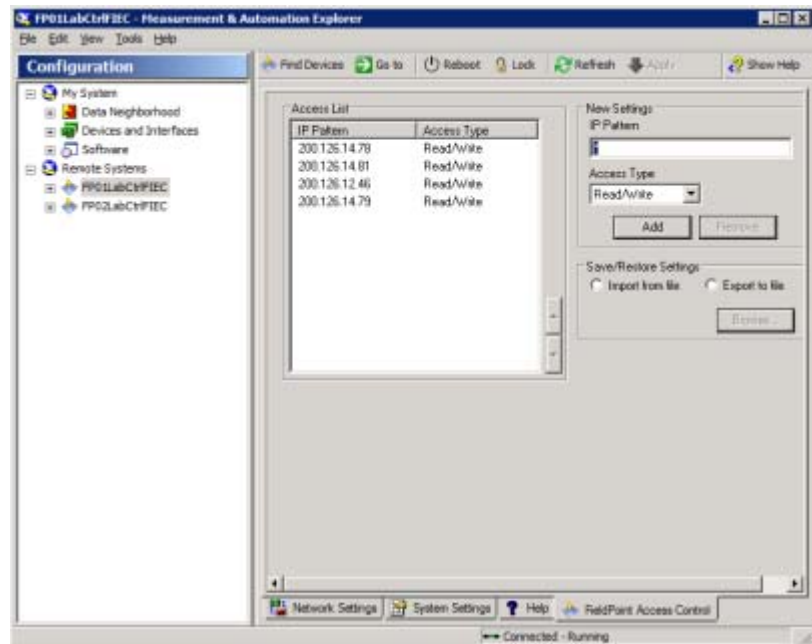 FP01LabCtrlFIEC - Measurement & Automation Explorer
File Edit View Tools Help
Configuration
Find Devices Go to Reboot Lock Refresh Apply Show Help
My System
Data Neighborhood
Devices and Interfaces
Software
Remote Systems
FP01LabCtrlFIEC
FP02LabCtrlFIEC
Access List
IP Pattern Access Type
200.126.14.78 Read/Write
200.126.14.81 Read/Write
200.126.12.46 Read/Write
200.126.14.79 Read/Write
New Settings
IP Pattern
Access Type
Read/Write
Add Remove
Save/Restore Settings
Import from file Export to file
Browse...
Network Settings System Settings Help FieldPoint Access Control
Connected - Running